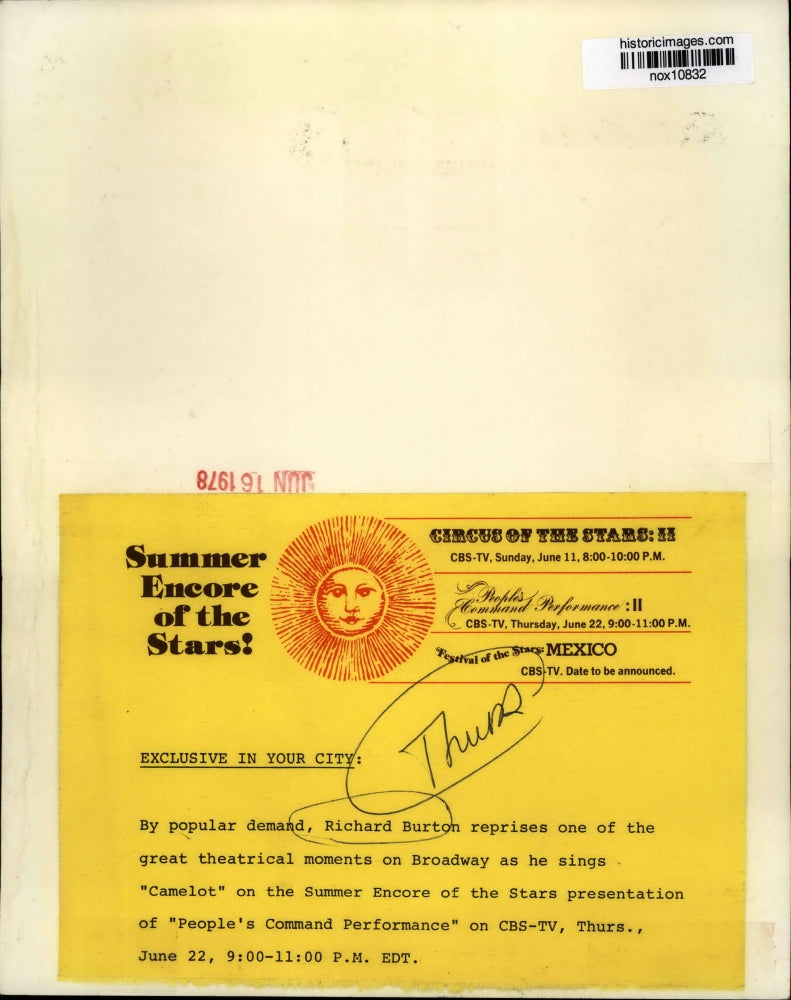 historicimages.com
nox10832
JUN 16 1978
Summer
Encore
of the
Stars!
CIRCUS OF THE STARS: II
CBS-TV, Sunday, June 11, 8:00-10:00 P.M.
People's
Command Performance : II
CBS-TV, Thursday, June 22, 9:00-11:00 P.M.
Festival of the Stars: MEXICO
CBS-TV. Date to be announced.
Thurs
EXCLUSIVE IN YOUR CITY:
By popular demand, Richard Burton reprises one of the
great theatrical moments on Broadway as he sings
"Camelot" on the Summer Encore of the Stars presentation
of "People's Command Performance" on CBS-TV, Thurs.,
June 22, 9:00-11:00 P.M. EDT.